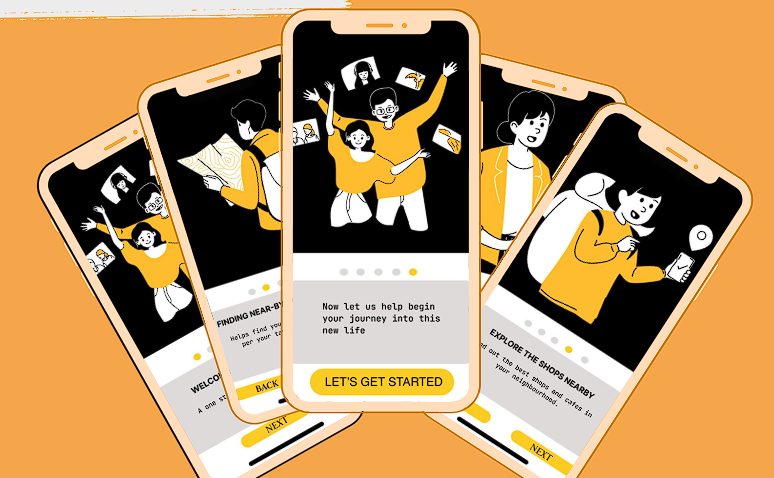 WELCO
A one st
NEXT
FINDING NEAR-B
Helps find you
per your ta
BACK
Now let us help begin
your journey into this
new life
LET'S GET STARTED
EXPLORE THE SHOPS NEARBY
nd out the best shops and cafes in
your neighbourhood.
NEXT